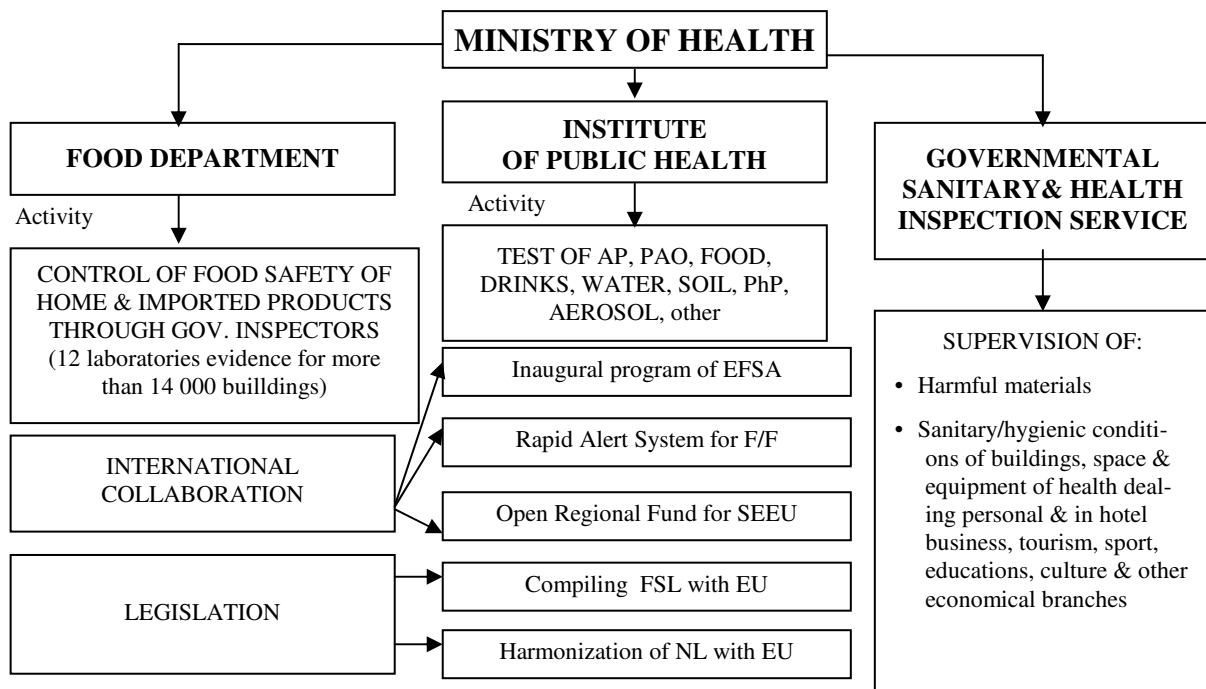 MINISTRY OF HEALTH
FOOD DEPARTMENT
Activity
CONTROL OF FOOD SAFETY OF
HOME & IMPORTED PRODUCTS
THROUGH GOV. INSPECTORS
(12 laboratories evidence for more
than 14 000 builldings)
INTERNATIONAL
COLLABORATION
LEGISLATION
INSTITUTE
OF PUBLIC HEALTH
Activity
TEST OF AP, PAO, FOOD,
DRINKS, WATER, SOIL, PhP,
AEROSOL, other
Inaugural program of EFSA
Rapid Alert System for F/F
Open Regional Fund for SEEU
Compiling FSL with EU
Harmonization of NL with EU
GOVERNMENTAL
SANITARY& HEALTH
INSPECTION SERVICE
SUPERVISION OF:
• Harmful materials
• Sanitary/hygienic conditi-
ons of buildings, space &
equipment of health deal-
ing personal & in hotel
business, tourism, sport,
educations, culture & other
economical branches